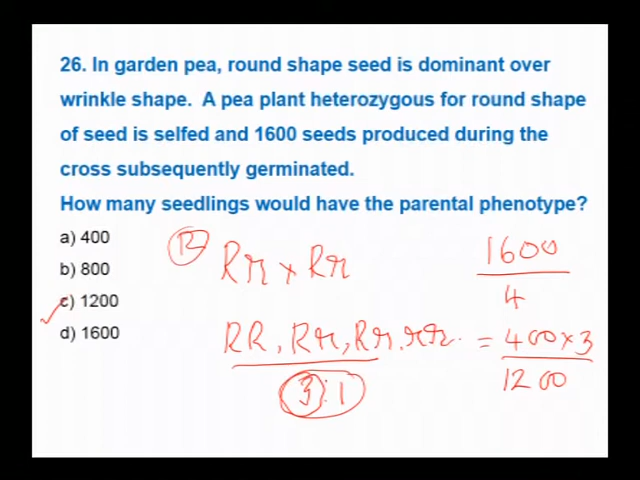 26. In garden pea, round shape seed is dominant over
wrinkle shape. A pea plant heterozygous for round shape
of seed is selfed and 1600 seeds produced during the
cross subsequently germinated.
How many seedlings would have the parental phenotype?
a) 400
b) 800
c) 1200
d) 1600
R
Rr x Rr
1600
4
RR, Rr, Rr, rr.
= 400 x 3
3:1
1200